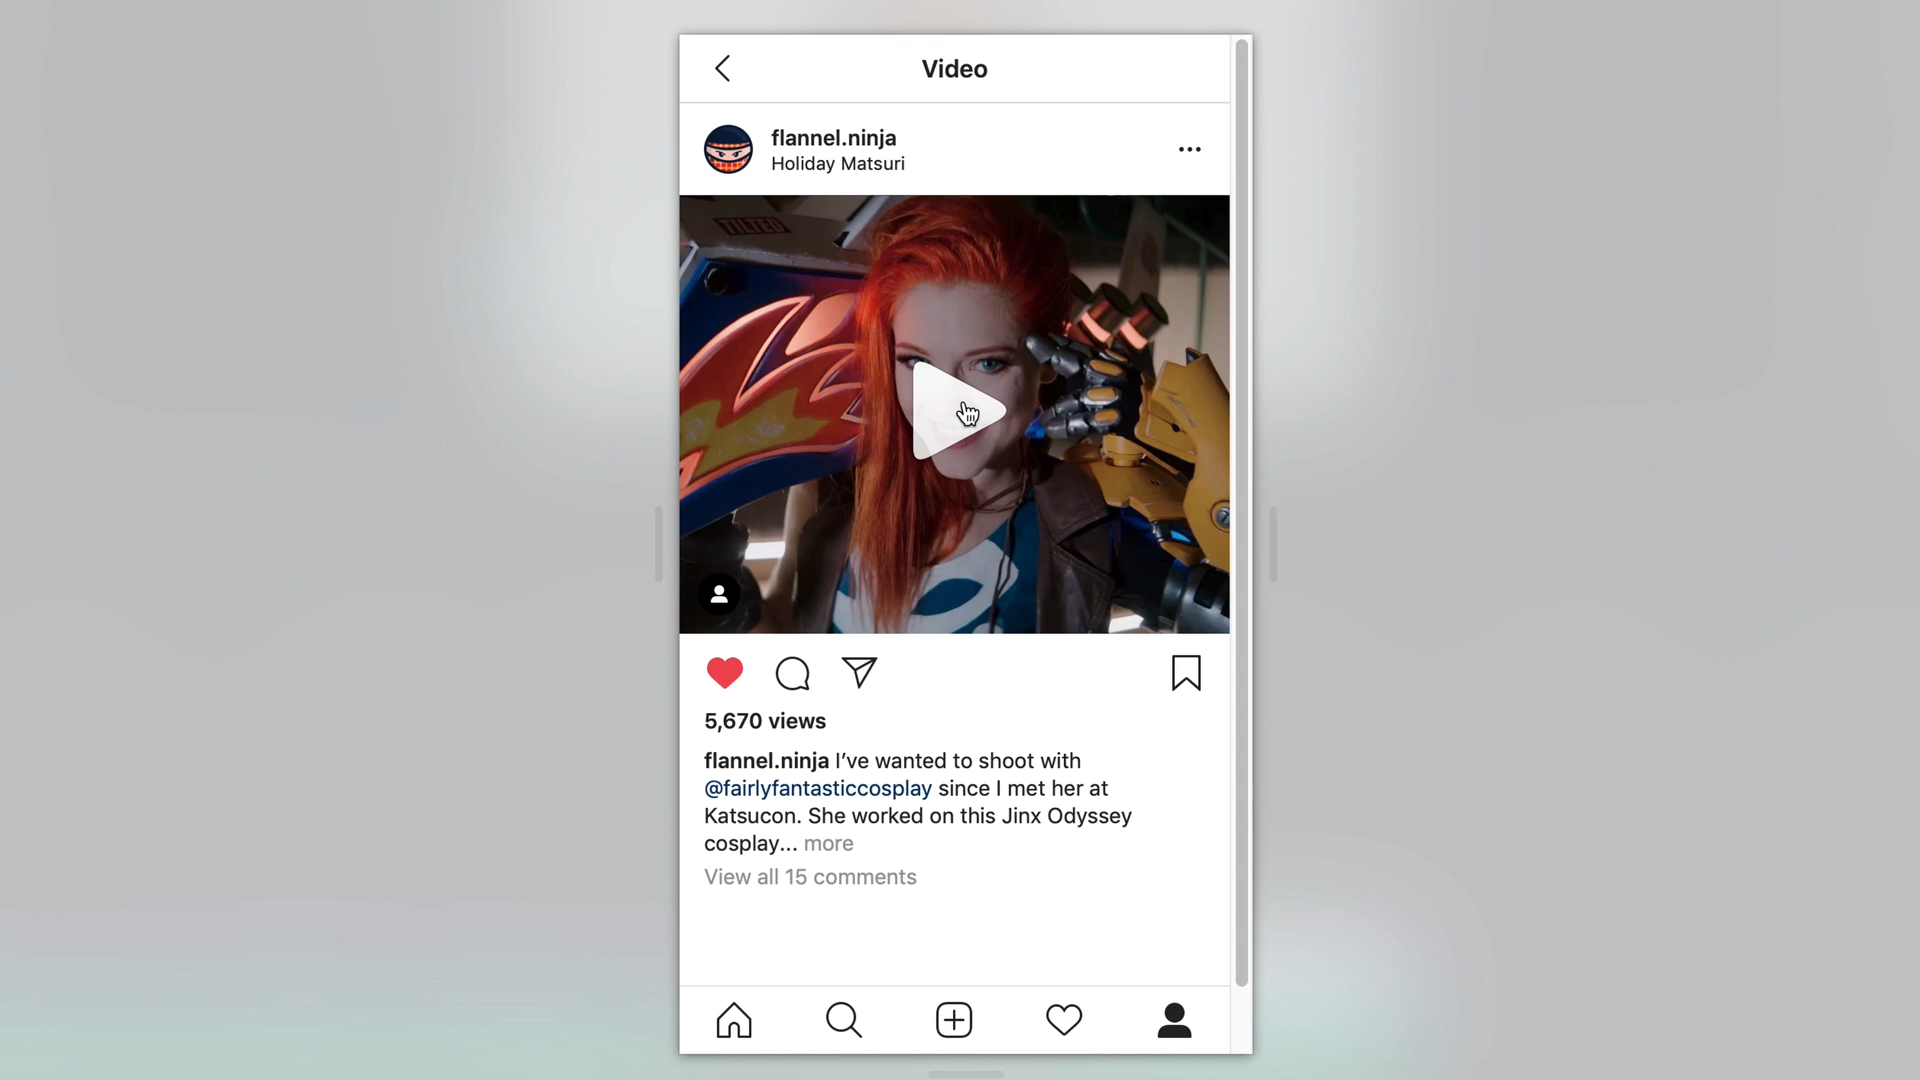 Video
flannel.ninja
Holiday Matsuri
TILTED
5,670 views
flannel.ninja I’ve wanted to shoot with
@fairlyfantasticcosplay since I met her at
Katsucon. She worked on this Jinx Odyssey
cosplay... more
View all 15 comments